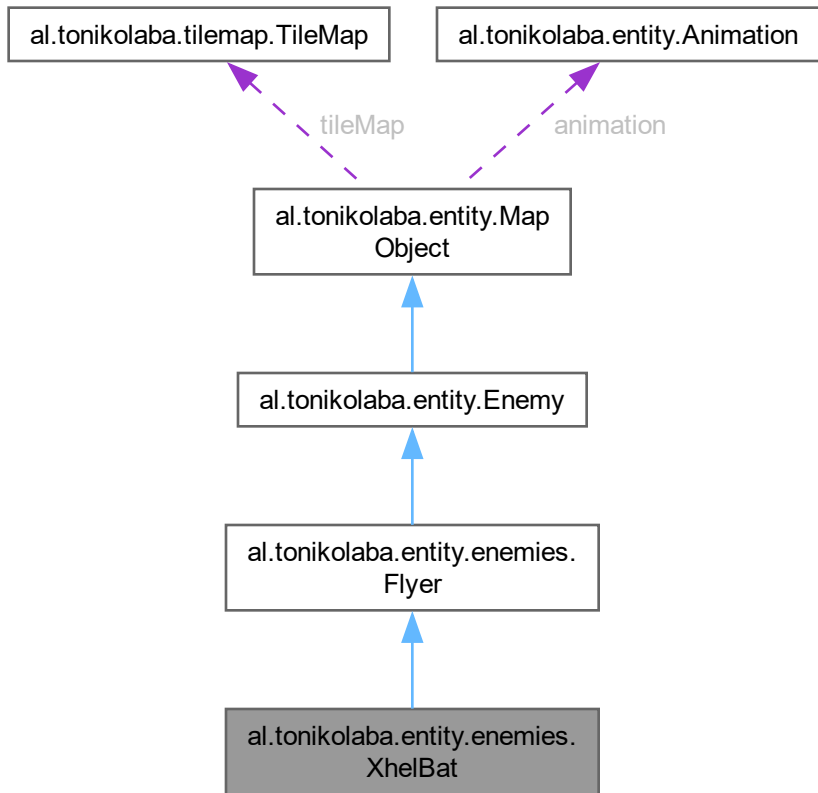 al.tonikolaba.tilemap.TileMap
al.tonikolaba.entity.Animation
tileMap
animation
al.tonikolaba.entity.Map
Object
al.tonikolaba.entity.Enemy
al.tonikolaba.entity.enemies.
Flyer
al.tonikolaba.entity.enemies.
XhelBat